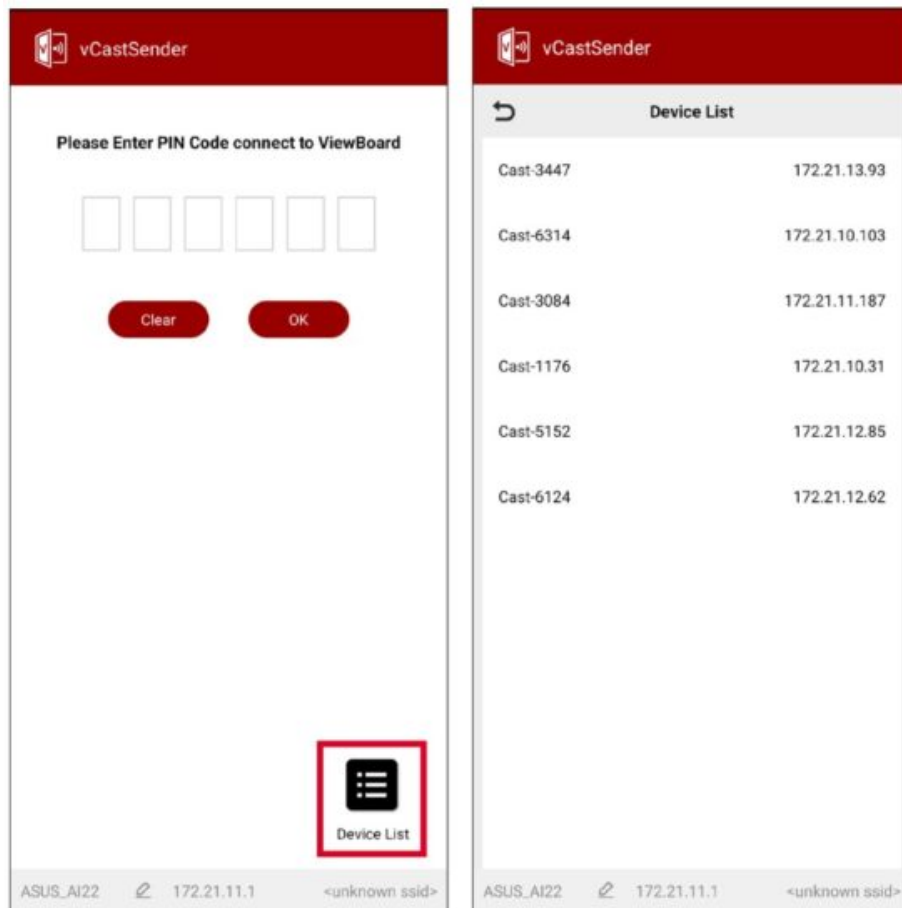 vCastSender
Please Enter PIN Code connect to ViewBoard
Clear
OK
Device List
ASUS_AI22 172.21.11.1 <unknown ssid>
vCastSender
Device List
Cast-3447 172.21.13.93
Cast-6314 172.21.10.103
Cast-3084 172.21.11.187
Cast-1176 172.21.10.31
Cast-5152 172.21.12.85
Cast-6124 172.21.12.62
ASUS_AI22 172.21.11.1 <unknown ssid>